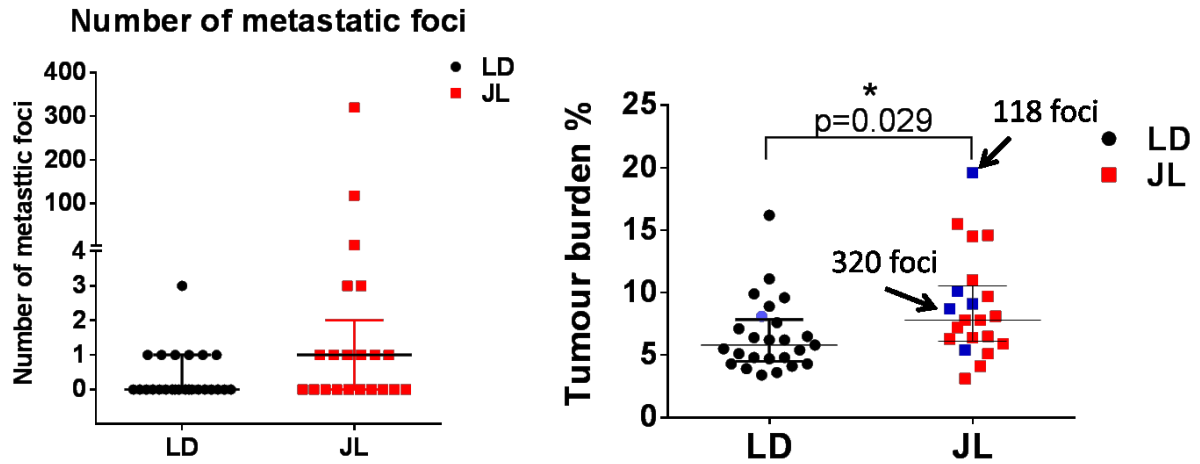 Number of metastatic foci
LD
JL
Number of metasttic foci
400
300
200
100
4
3
2
1
0
LD
JL
Tumour burden %
25
20
15
10
5
0
*
p=0.029
118 foci
320 foci
LD
JL
LD
JL